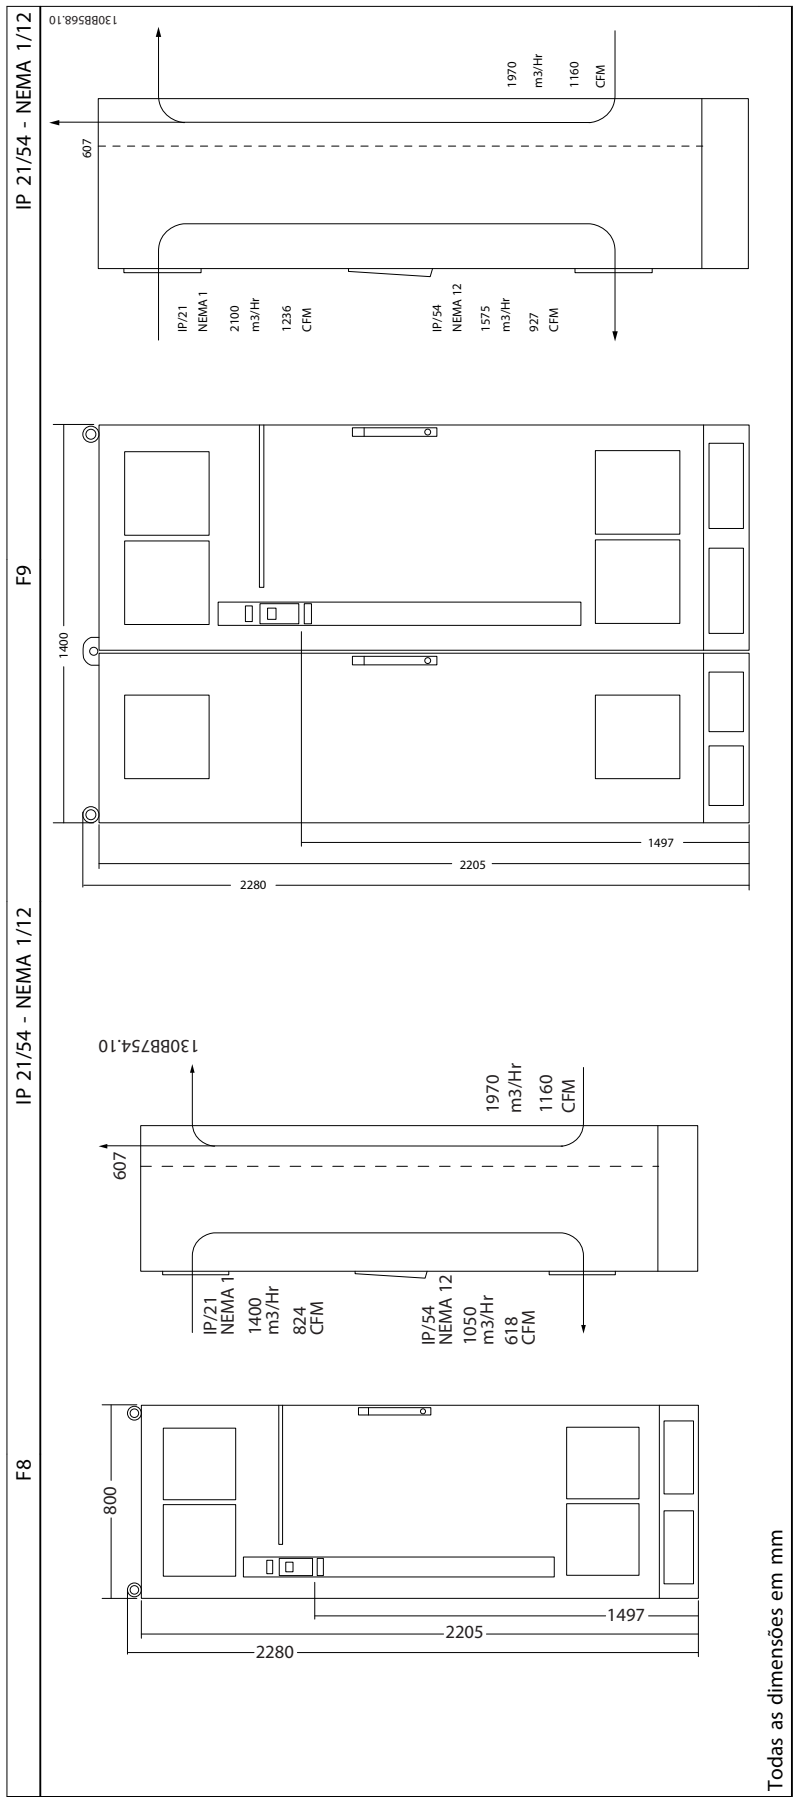 F8
IP 21/54 - NEMA 1/12
F9
IP 21/54 - NEMA 1/12
800
2280
2205
1497
IP/21
NEMA 1
1400
m3/Hr
824
CFM
IP/54
NEMA 12
1050
m3/Hr
618
CFM
607
1970
m3/Hr
1160
CFM
130BB754.10
1400
2280
2205
1497
IP/21
NEMA 1
2100
m3/Hr
1236
CFM
IP/54
NEMA 12
1575
m3/Hr
927
CFM
607
1970
m3/Hr
1160
CFM
130BB568.10
Todas as dimensões em mm